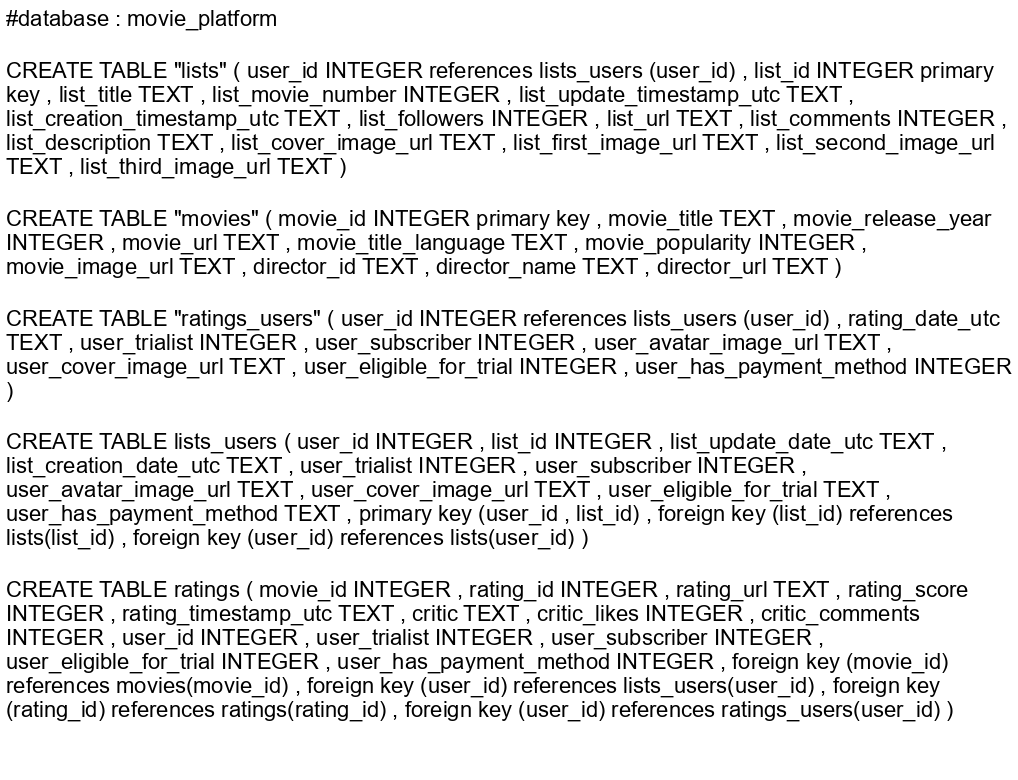 #database : movie_platform
CREATE TABLE "lists" ( user_id INTEGER references lists_users (user_id) , list_id INTEGER primary
key , list_title TEXT , list_movie_number INTEGER , list_update_timestamp_utc TEXT ,
list_creation_timestamp_utc TEXT , list_followers INTEGER , list_url TEXT , list_comments INTEGER ,
list_description TEXT , list_cover_image_url TEXT , list_first_image_url TEXT , list_second_image_url
TEXT , list_third_image_url TEXT )
CREATE TABLE "movies" ( movie_id INTEGER primary key , movie_title TEXT , movie_release_year
INTEGER , movie_url TEXT , movie_title_language TEXT , movie_popularity INTEGER ,
movie_image_url TEXT , director_id TEXT , director_name TEXT , director_url TEXT )
CREATE TABLE "ratings_users" ( user_id INTEGER references lists_users (user_id) , rating_date_utc
TEXT , user_trialist INTEGER , user_subscriber INTEGER , user_avatar_image_url TEXT ,
user_cover_image_url TEXT , user_eligible_for_trial INTEGER , user_has_payment_method INTEGER
)
CREATE TABLE lists_users ( user_id INTEGER , list_id INTEGER , list_update_date_utc TEXT ,
list_creation_date_utc TEXT , user_trialist INTEGER , user_subscriber INTEGER ,
user_avatar_image_url TEXT , user_cover_image_url TEXT , user_eligible_for_trial TEXT ,
user_has_payment_method TEXT , primary key (user_id , list_id) , foreign key (list_id) references
lists(list_id) , foreign key (user_id) references lists(user_id) )
CREATE TABLE ratings ( movie_id INTEGER , rating_id INTEGER , rating_url TEXT , rating_score
INTEGER , rating_timestamp_utc TEXT , critic TEXT , critic_likes INTEGER , critic_comments
INTEGER , user_id INTEGER , user_trialist INTEGER , user_subscriber INTEGER ,
user_eligible_for_trial INTEGER , user_has_payment_method INTEGER , foreign key (movie_id)
references movies(movie_id) , foreign key (user_id) references lists_users(user_id) , foreign key
(rating_id) references ratings(rating_id) , foreign key (user_id) references ratings_users(user_id) )